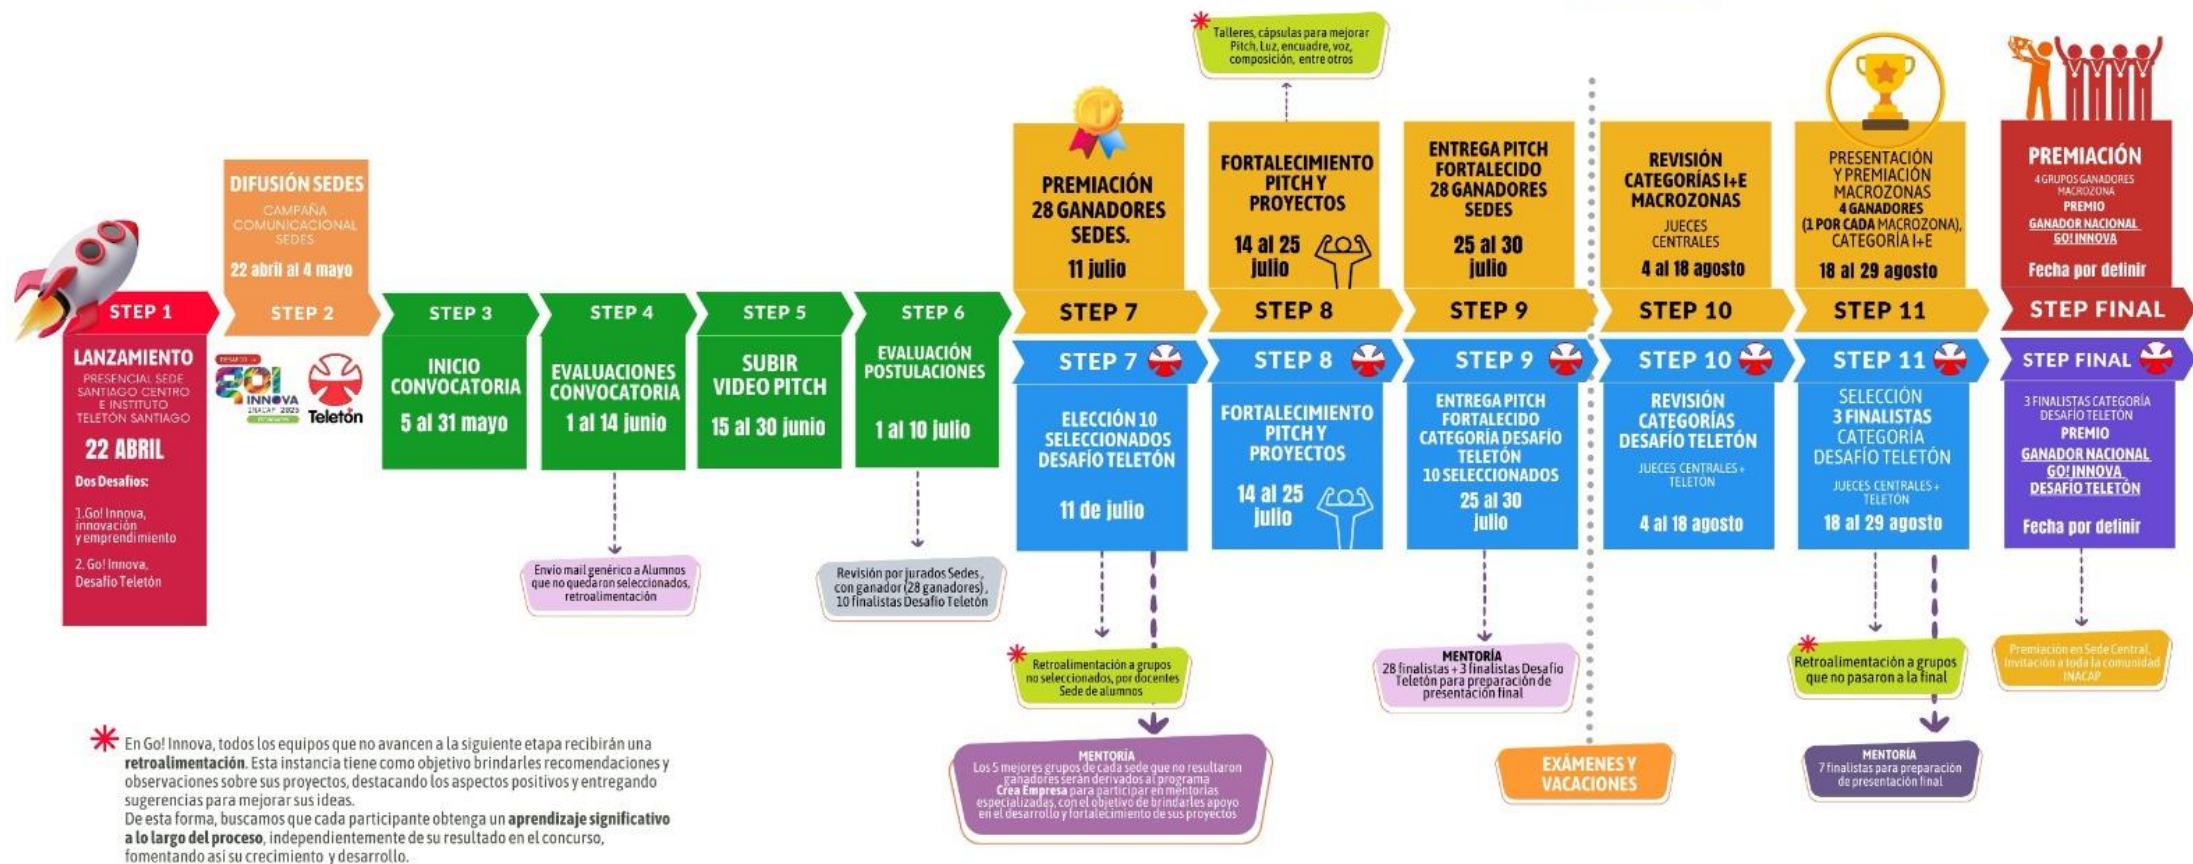 STEP 1
LANZAMIENTO
PRESENCIAL SEDE
SANTIAGO CENTRO
E INSTITUTO
TELETÓN SANTIAGO
22 ABRIL
Dos Desafíos:
1.Go! Innova,
innovación
y emprendimiento
2. Go! Innova,
Desafío Teletón
DIFUSIÓN SEDES
CAMPAÑA
COMUNICACIONAL
SEDES
22 abril al 4 mayo
STEP 2
GO!
INNOVA
INACAP 2025
Teletón
STEP 3
INICIO
CONVOCATORIA
5 al 31 mayo
STEP 4
EVALUACIONES
CONVOCATORIA
1 al 14 junio
Envío mail genérico a Alumnos
que no quedaron seleccionados,
retroalimentación
STEP 5
SUBIR
VIDEO PITCH
15 al 30 junio
STEP 6
EVALUACIÓN
POSTULACIONES
1 al 10 julio
Revisión por jurados Sedes,
con ganador (28 ganadores),
10 finalistas Desafío Teletón
PREMIACIÓN
28 GANADORES
SEDES.
11 julio
STEP 7
STEP 7
ELECCIÓN 10
SELECCIONADOS
DESAFÍO TELETÓN
11 de julio
Retroalimentación a grupos
no seleccionados, por docentes
Sede de alumnos
MENTORÍA
Los 5 mejores grupos de cada sede que no resultaron
ganadores serán derivados al programa
Crea Empresa para participar en mentorías
especializadas, con el objetivo de brindarles apoyo
en el desarrollo y fortalecimiento de sus proyectos
Talleres, cápsulas para mejorar
Pitch, Luz, encuadre, voz,
composición, entre otros
FORTALECIMIENTO
PITCH Y
PROYECTOS
14 al 25
julio
STEP 8
STEP 8
FORTALECIMIENTO
PITCH Y
PROYECTOS
14 al 25
julio
ENTREGA PITCH
FORTALECIDO
28 GANADORES
SEDES
25 al 30
julio
STEP 9
STEP 9
ENTREGA PITCH
FORTALECIDO
CATEGORÍA DESAFÍO
TELETÓN
10 SELECCIONADOS
25 al 30
julio
MENTORÍA
28 finalistas + 3 finalistas Desafío
Teletón para preparación de
presentación final
EXÁMENES Y
VACACIONES
REVISIÓN
CATEGORÍAS I+E
MACROZONAS
JUECES
CENTRALES
4 al 18 agosto
STEP 10
STEP 10
REVISIÓN
CATEGORÍAS
DESAFÍO TELETÓN
JUECES CENTRALES +
TELETÓN
4 al 18 agosto
PRESENTACIÓN
Y PREMIACIÓN
MACROZONAS
4 GANADORES
(1 POR CADA MACROZONA),
CATEGORÍA I+E
18 al 29 agosto
STEP 11
STEP 11
SELECCIÓN
3 FINALISTAS
CATEGORÍA
DESAFÍO TELETÓN
JUECES CENTRALES +
TELETÓN
18 al 29 agosto
Retroalimentación a grupos
que no pasaron a la final
MENTORÍA
7 finalistas para preparación
de presentación final
PREMIACIÓN
4 GRUPOS GANADORES
MACROZONA
PREMIO
GANADOR NACIONAL
GO! INNOVA
Fecha por definir
STEP FINAL
STEP FINAL
3 FINALISTAS CATEGORÍA
DESAFÍO TELETÓN
PREMIO
GANADOR NACIONAL
GO! INNOVA
DESAFÍO TELETÓN
Fecha por definir
Premiación en Sede Central,
Invitación a toda la comunidad
INACAP
En Go! Innova, todos los equipos que no avancen a la siguiente etapa recibirán una
retroalimentación. Esta instancia tiene como objetivo brindarles recomendaciones y
observaciones sobre sus proyectos, destacando los aspectos positivos y entregando
sugerencias para mejorar sus ideas.
De esta forma, buscamos que cada participante obtenga un aprendizaje significativo
a lo largo del proceso, independientemente de su resultado en el concurso,
fomentando así su crecimiento y desarrollo.